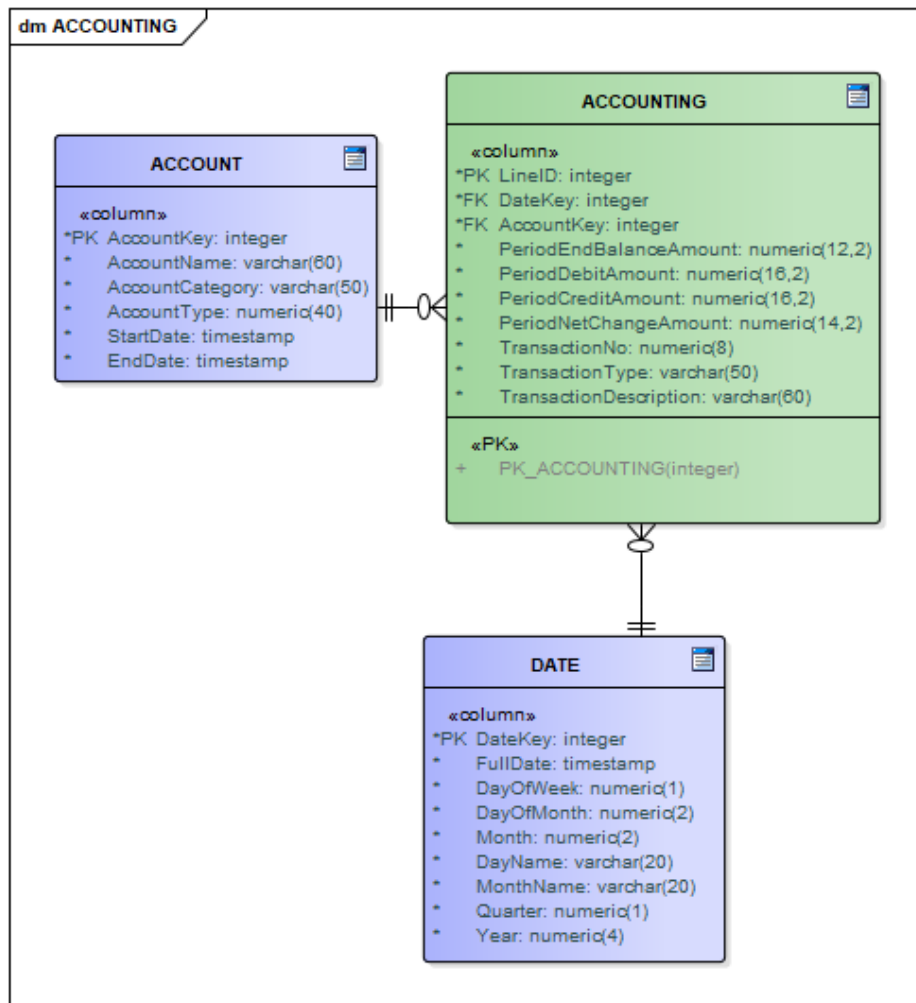 dm ACCOUNTING
ACCOUNT
«column»
*PK AccountKey: integer
* AccountName: varchar(60)
* AccountCategory: varchar(50)
* AccountType: numeric(40)
* StartDate: timestamp
* EndDate: timestamp
ACCOUNTING
«column»
*PK LineID: integer
*FK DateKey: integer
*FK AccountKey: integer
* PeriodEndBalanceAmount: numeric(12,2)
* PeriodDebitAmount: numeric(16,2)
* PeriodCreditAmount: numeric(16,2)
* PeriodNetChangeAmount: numeric(14,2)
* TransactionNo: numeric(8)
* TransactionType: varchar(50)
* TransactionDescription: varchar(60)
«PK»
+ PK_ACCOUNTING(integer)
DATE
«column»
*PK DateKey: integer
* FullDate: timestamp
* DayOfWeek: numeric(1)
* DayOfMonth: numeric(2)
* Month: numeric(2)
* DayName: varchar(20)
* MonthName: varchar(20)
* Quarter: numeric(1)
* Year: numeric(4)